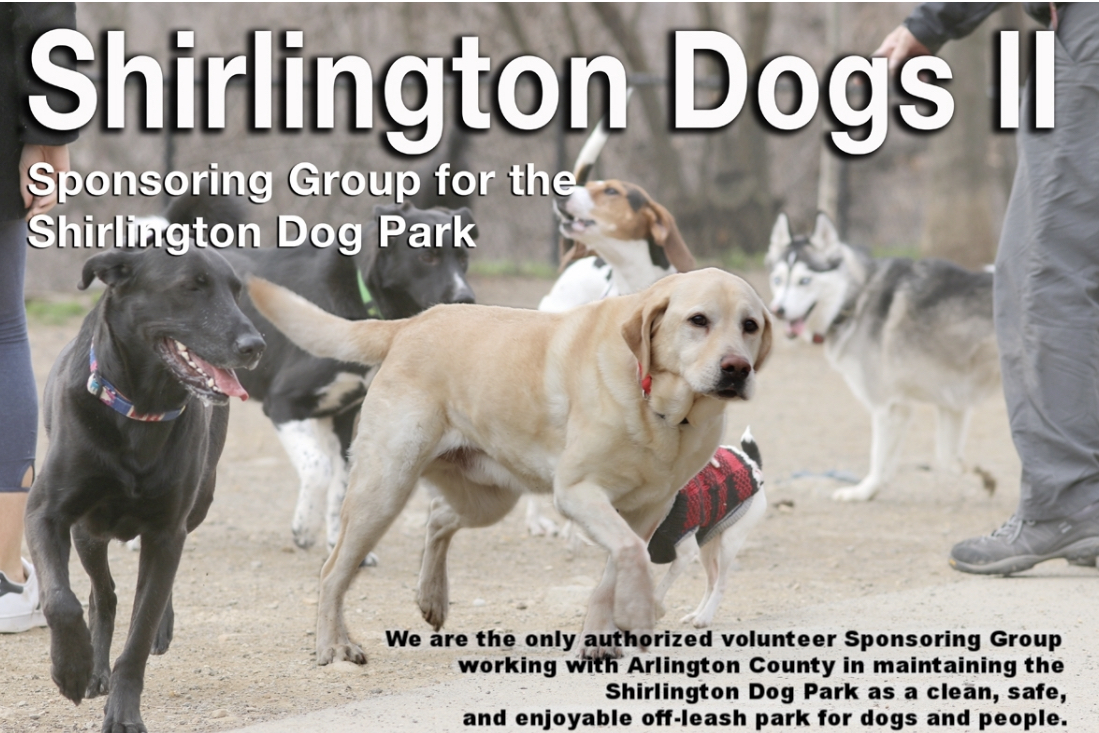 Shirlington Dogs II
Sponsoring Group for the
Shirlington Dog Park
We are the only authorized volunteer Sponsoring Group
working with Arlington County in maintaining the
Shirlington Dog Park as a clean, safe,
and enjoyable off-leash park for dogs and people.